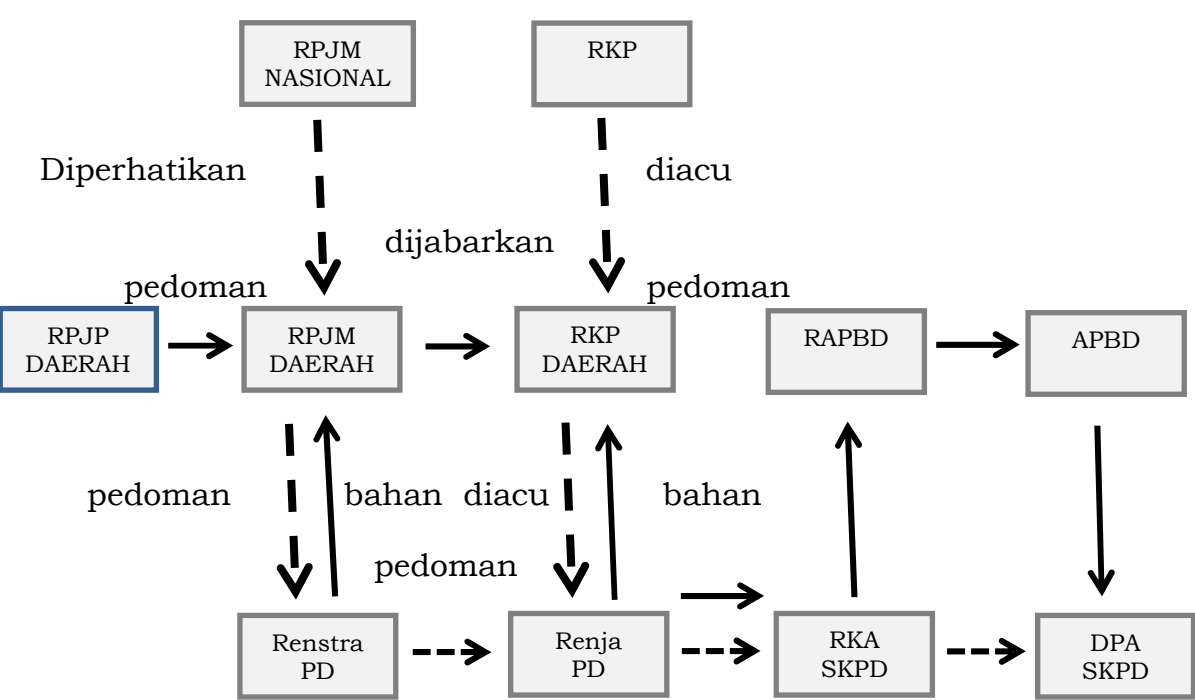 RPJM
NASIONAL
RKP
Diperhatikan
diacu
dijabarkan
pedoman
pedoman
RPJP
DAERAH
RPJM
DAERAH
RKP
DAERAH
RAPBD
APBD
pedoman
bahan
diacu
bahan
pedoman
Renstra
PD
Renja
PD
RKA
SKPD
DPA
SKPD